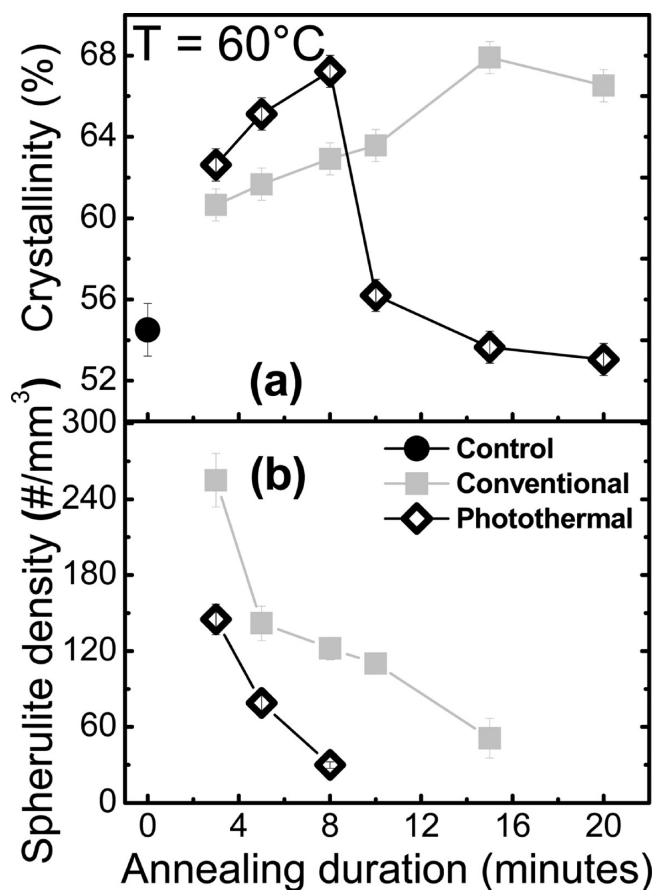 T = 60°C
Crystallinity (%)
68
64
60
56
52
(a)
Spherulite density (#/mm³)
300
240
180
120
60
0
(b)
Control
Conventional
Photothermal
0 4 8 12 16 20
Annealing duration (minutes)